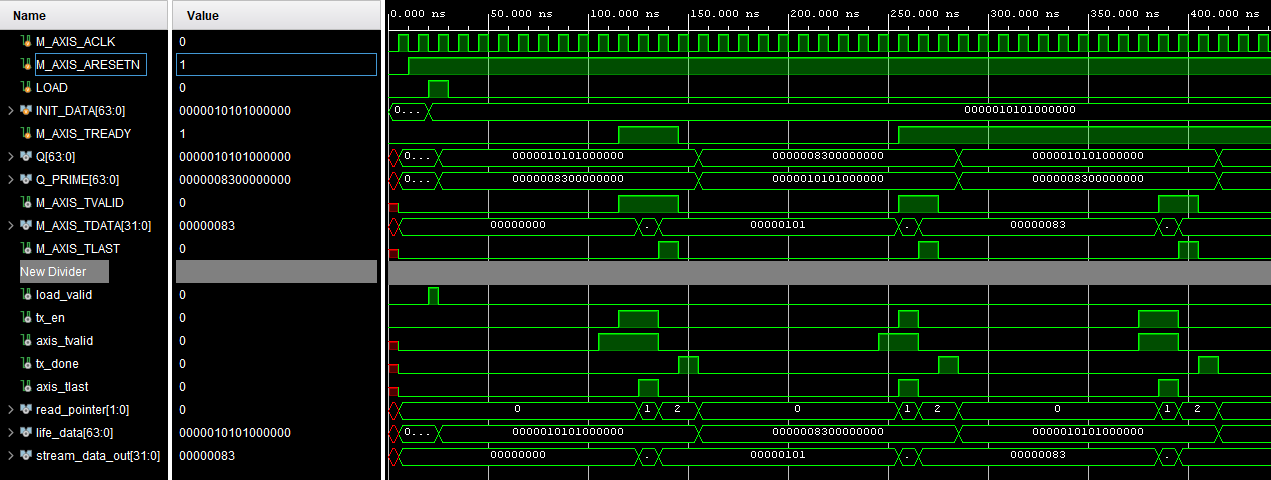 Name Value 0.000 ns 50.000 ns 100.000 ns 150.000 ns 200.000 ns 250.000 ns 300.000 ns 350.000 ns 400.000 ns
M_AXIS_ACLK 0
M_AXIS_ARESETN 1
LOAD 0
INIT_DATA[63:0] 0000010101000000 0... 0000010101000000
M_AXIS_TREADY 1
Q[63:0] 0000010101000000 0... 0000010101000000 0000008300000000 0000010101000000
Q_PRIME[63:0] 0000008300000000 0... 0000008300000000 0000010101000000 0000008300000000
M_AXIS_TVALID 0
M_AXIS_TDATA[31:0] 00000083 00000000 . 00000101 . 00000083 .
M_AXIS_TLAST 0
New Divider
load_valid 0
tx_en 0
axis_tvalid 0
tx_done 0
axis_tlast 0
read_pointer[1:0] 0 0 1 2 0 1 2 0 1 2
life_data[63:0] 0000010101000000 0... 0000010101000000 0000008300000000 0000010101000000
stream_data_out[31:0] 00000083 00000000 . 00000101 . 00000083 .